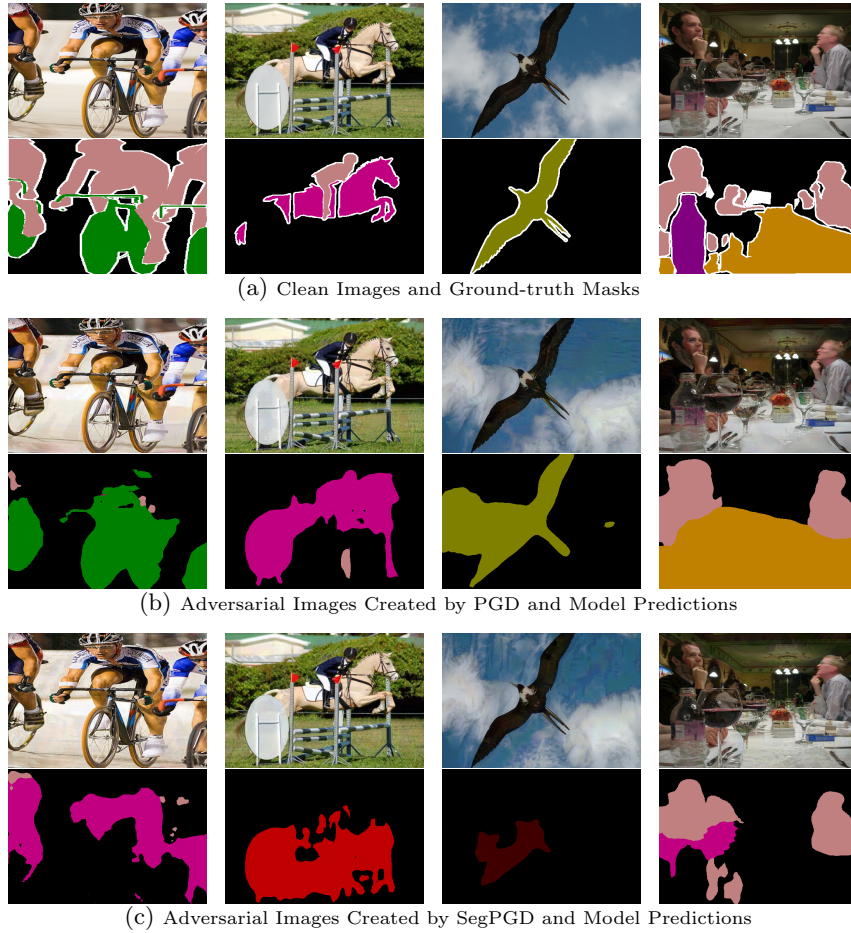 (a) Clean Images and Ground-truth Masks
(b) Adversarial Images Created by PGD and Model Predictions
(c) Adversarial Images Created by SegPGD and Model Predictions